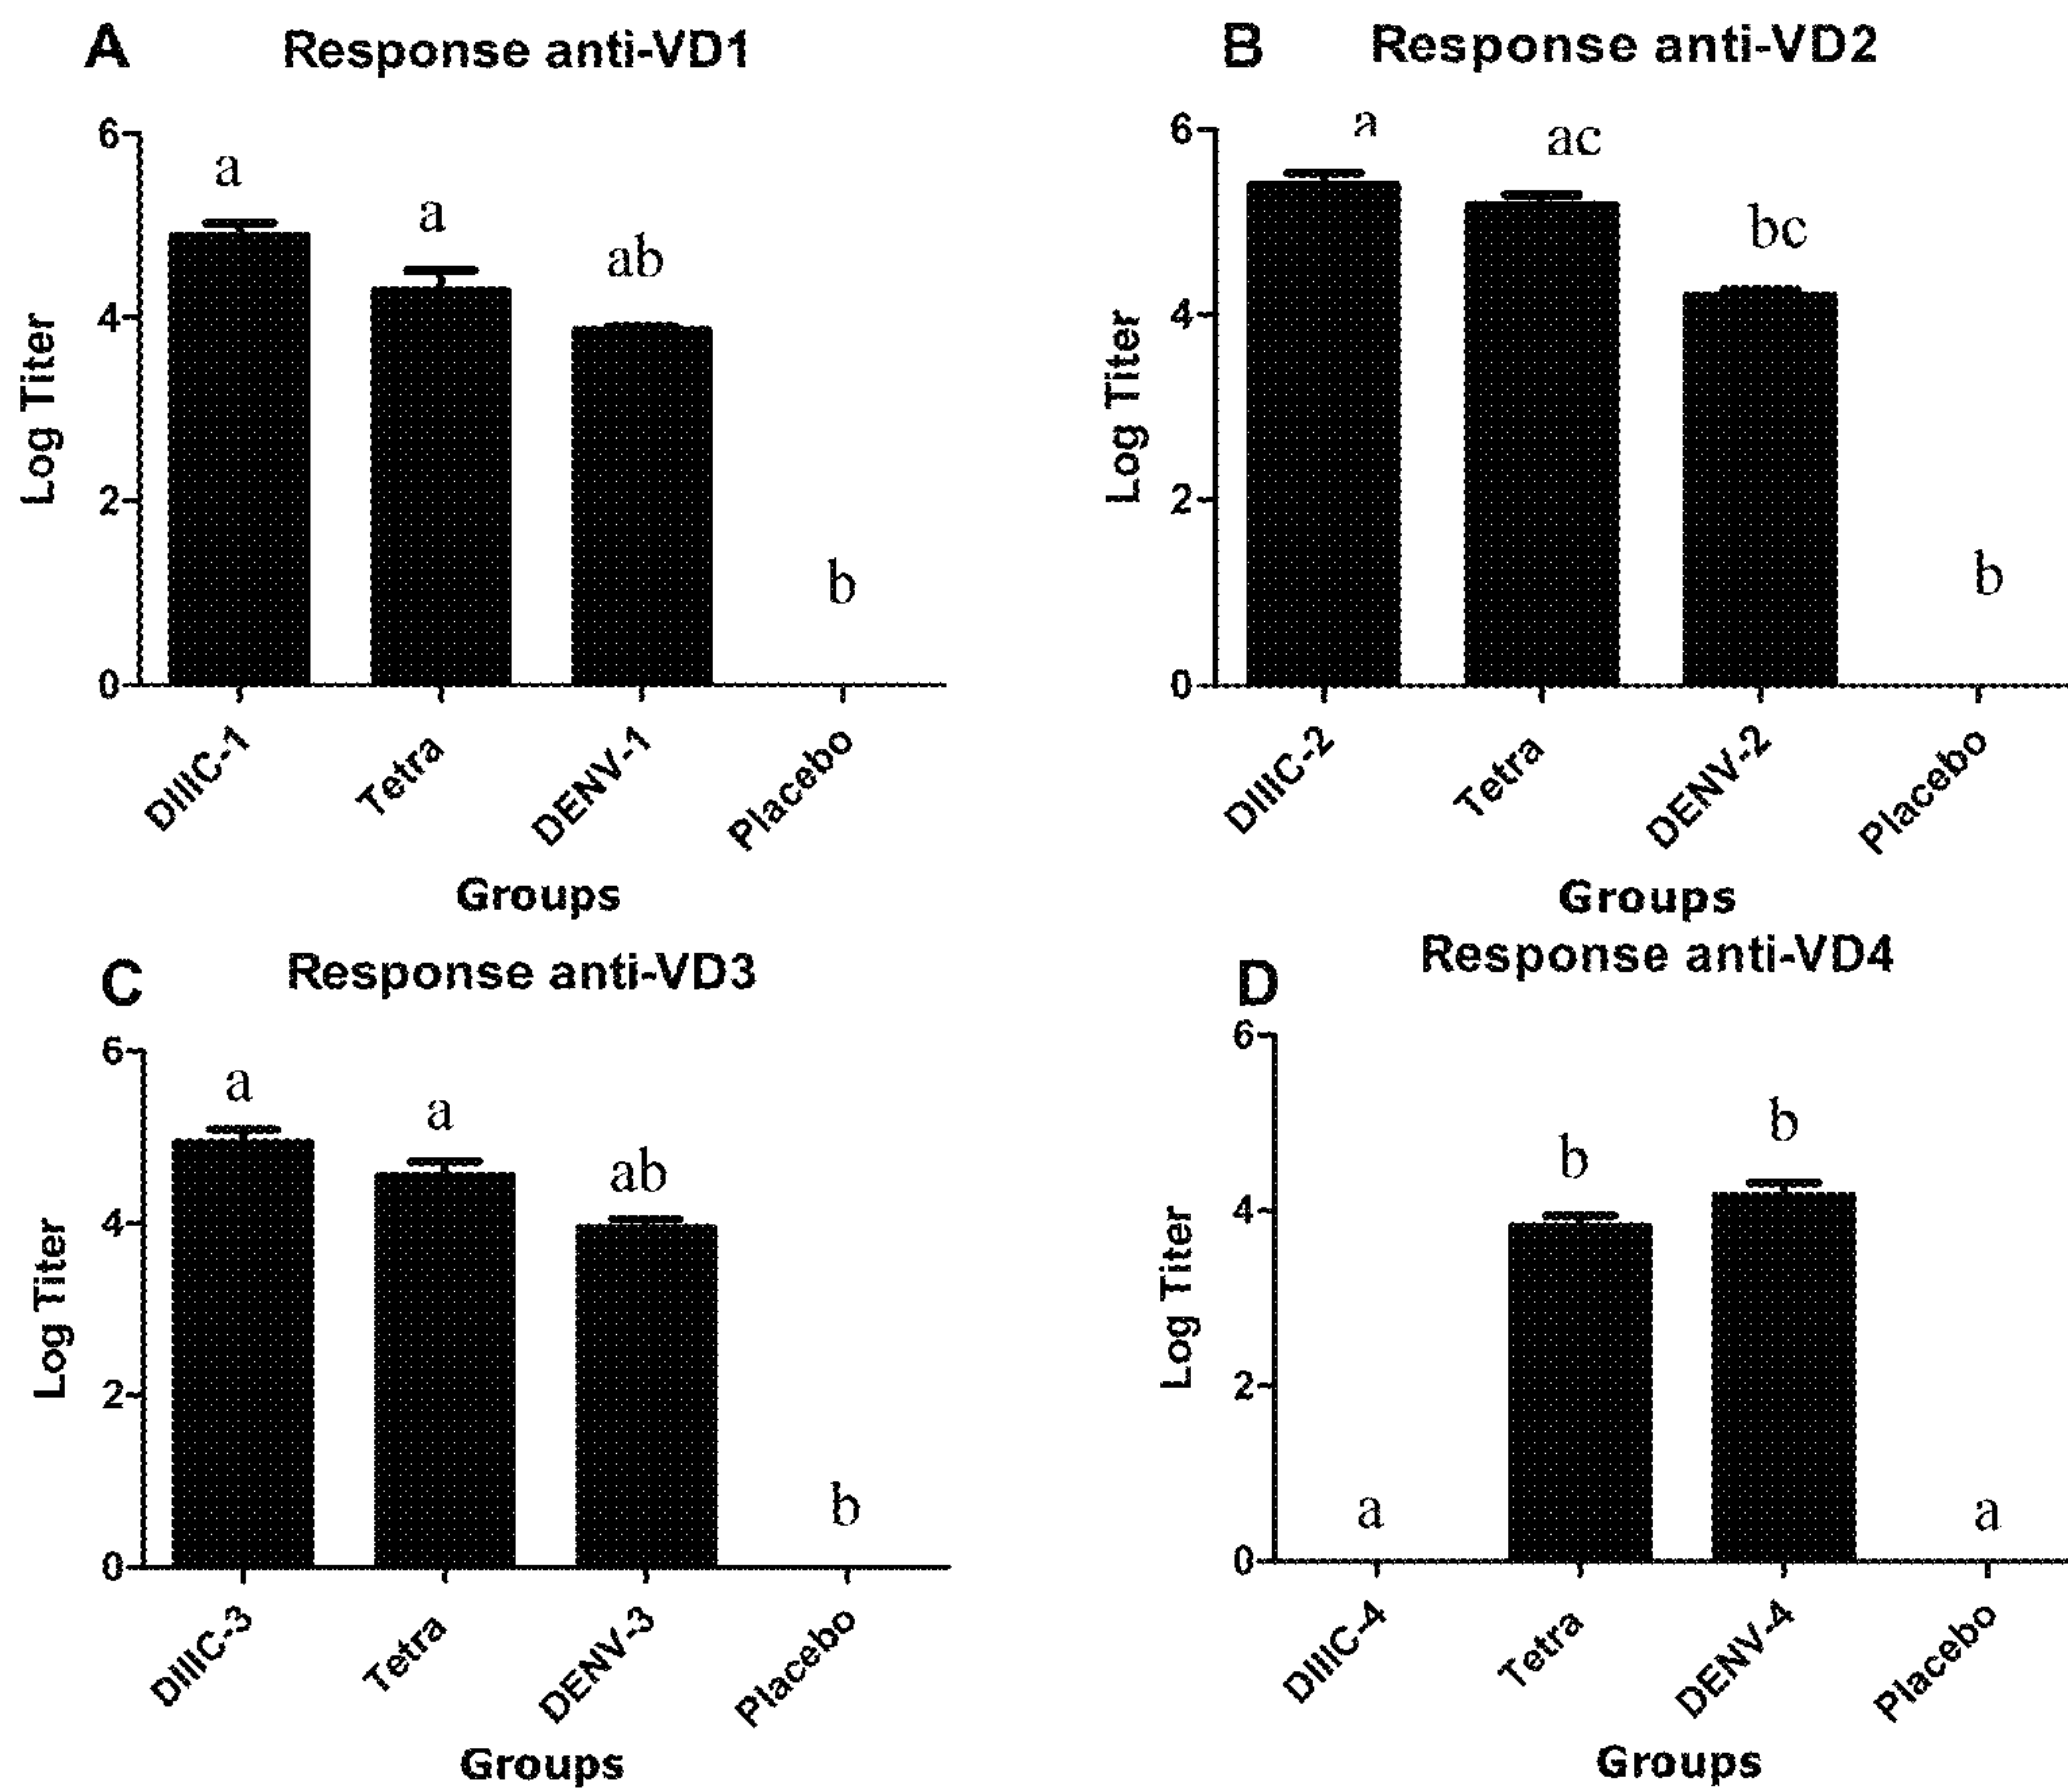 A Response anti-VD1
6
4
2
0
Log Titer
a
a
ab
b
DIIIC-1
Tetra
DENV-1
Placebo
Groups
B Response anti-VD2
6
4
2
0
Log Titer
a
ac
bc
b
DIIIC-2
Tetra
DENV-2
Placebo
Groups
C Response anti-VD3
6
4
2
0
Log Titer
a
a
ab
b
DIIIC-3
Tetra
DENV-3
Placebo
Groups
D Response anti-VD4
6
4
2
0
Log Titer
a
b
b
a
DIIIC-4
Tetra
DENV-4
Placebo
Groups